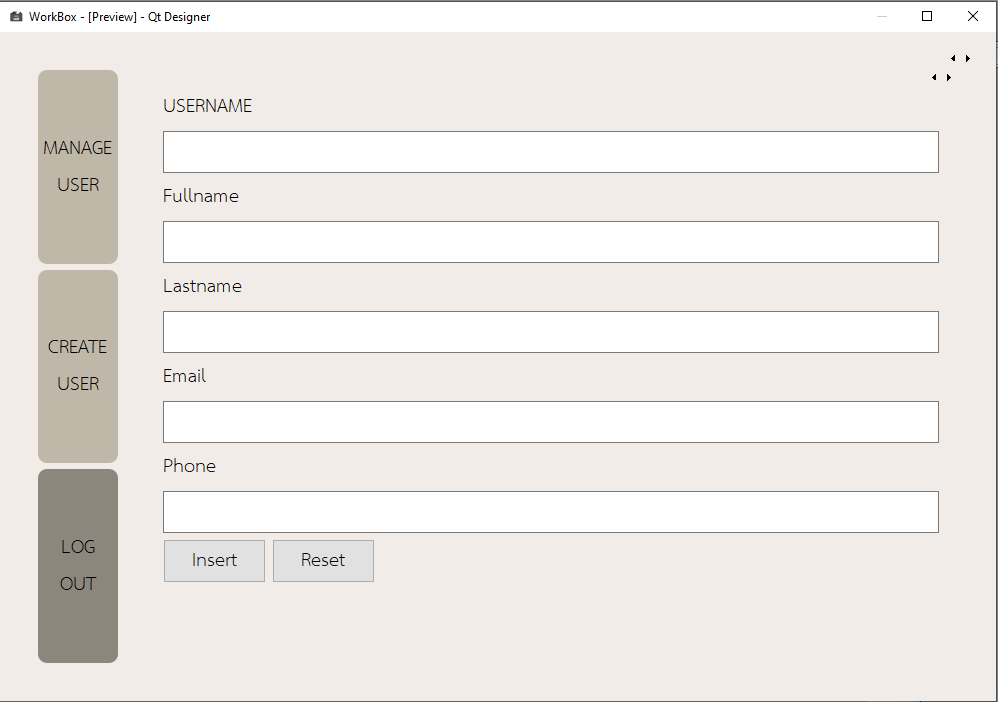 WorkBox - [Preview] - Qt Designer
MANAGE
USER
CREATE
USER
LOG
OUT
USERNAME
Fullname
Lastname
Email
Phone
Insert
Reset